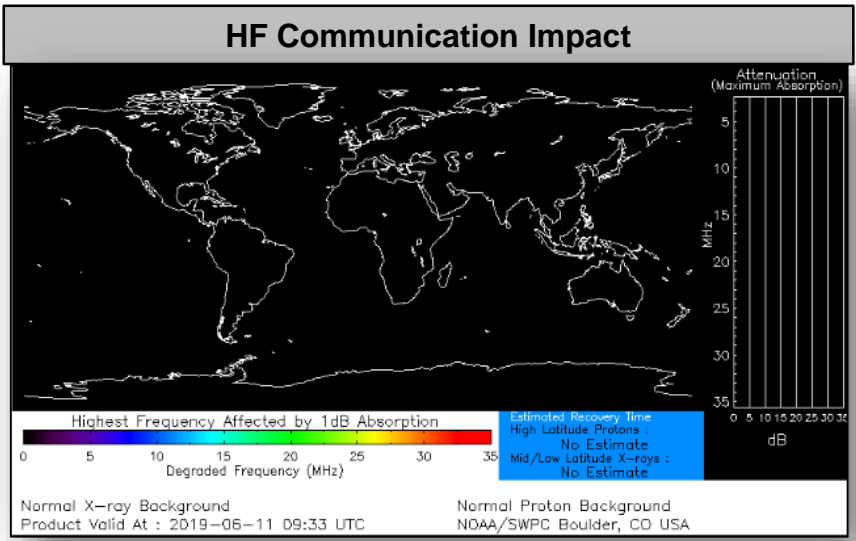 HF Communication Impact
Attenuation
(Maximum Absorption)
5
10
15
20
25
30
35
MHz
0 5 10 15 20 25 30 35
dB
Highest Frequency Affected by 1dB Absorption
0 5 10 15 20 25 30 35
Degraded Frequency (MHz)
Estimated Recovery Time
High Latitude Protons :
No Estimate
Mid/Low Latitude X-rays :
No Estimate
Normal X-ray Background
Normal Proton Background
Product Valid At : 2019-06-11 09:33 UTC
NOAA/SWPC Boulder, CO USA